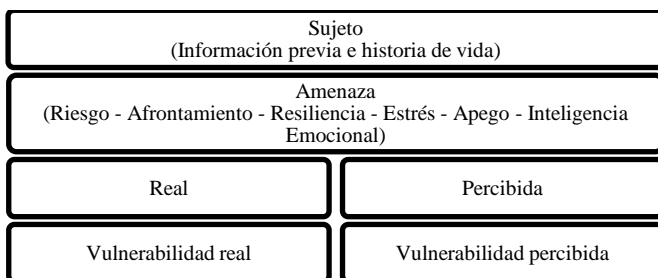 Sujeto
(Información previa e historia de vida)
Amenaza
(Riesgo - Afrontamiento - Resiliencia - Estrés - Apego - Inteligencia
Emocional)
Real
Percibida
Vulnerabilidad real
Vulnerabilidad percibida